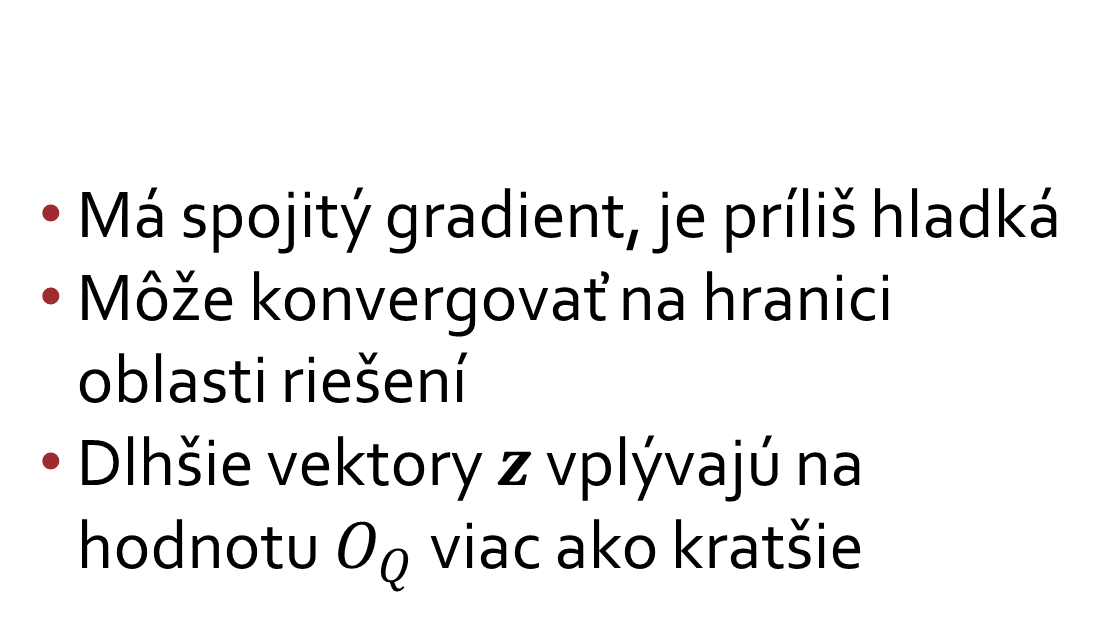 • Má spojitý gradient, je príliš hladká
• Môže konvergovať na hranici
oblasti riešení
• Dlhšie vektory z vplývajú na
hodnotu O_Q viac ako kratšie